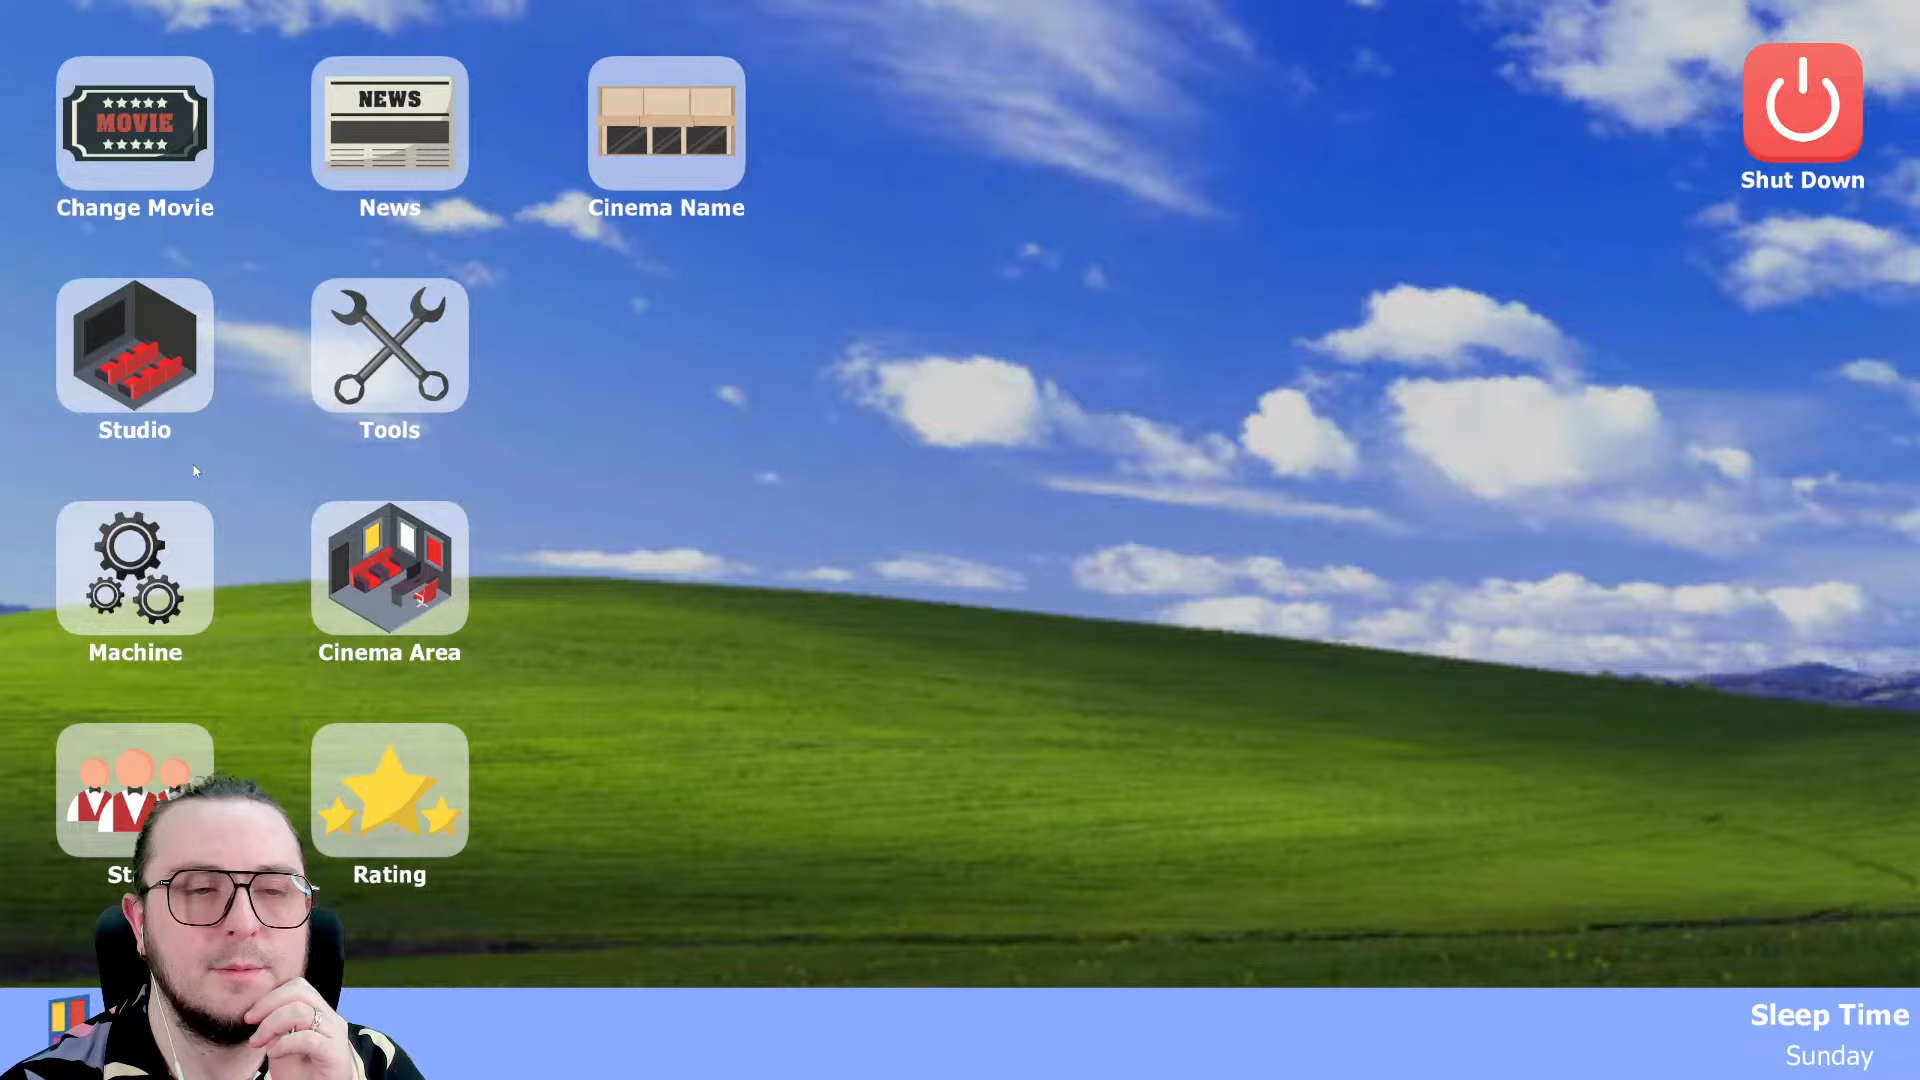 MOVIE
Change Movie
NEWS
News
Cinema Name
Shut Down
Studio
Tools
Machine
Cinema Area
Rating
Sleep Time
Sunday